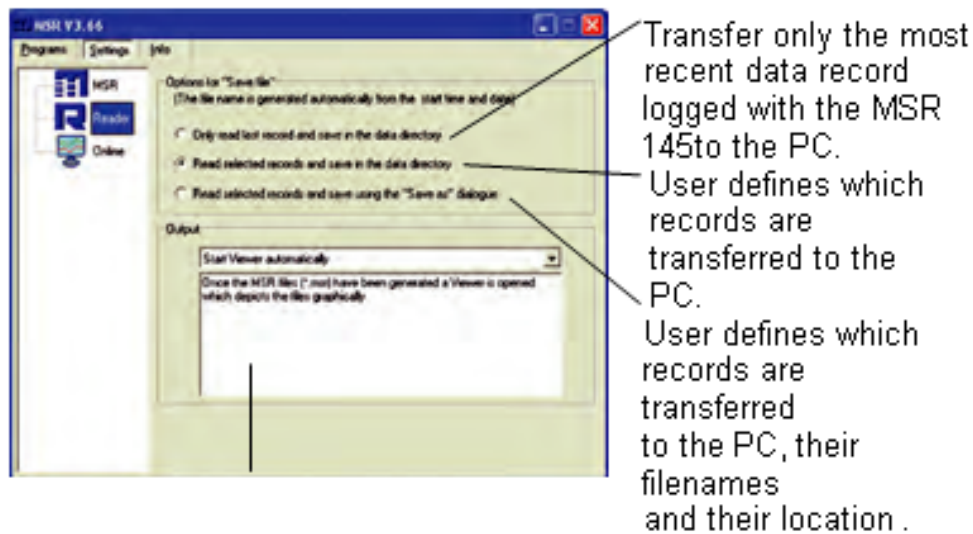 MSR V3.66
Programs Settings Info
MSR
Reader
Online
Options for "Save file"
(The file name is generated automatically from the start time and date)
Only read last record and save in the data directory
Read selected records and save in the data directory
Read selected records and save using the "Save as" dialogue
Output
Start Viewer automatically
Once the MSR files (*.msr) have been generated a Viewer is opened
which depicts the files graphically
Transfer only the most
recent data record
logged with the MSR
145to the PC.
User defines which
records are
transferred to the
PC.
User defines which
records are
transferred
to the PC, their
filenames
and their location .